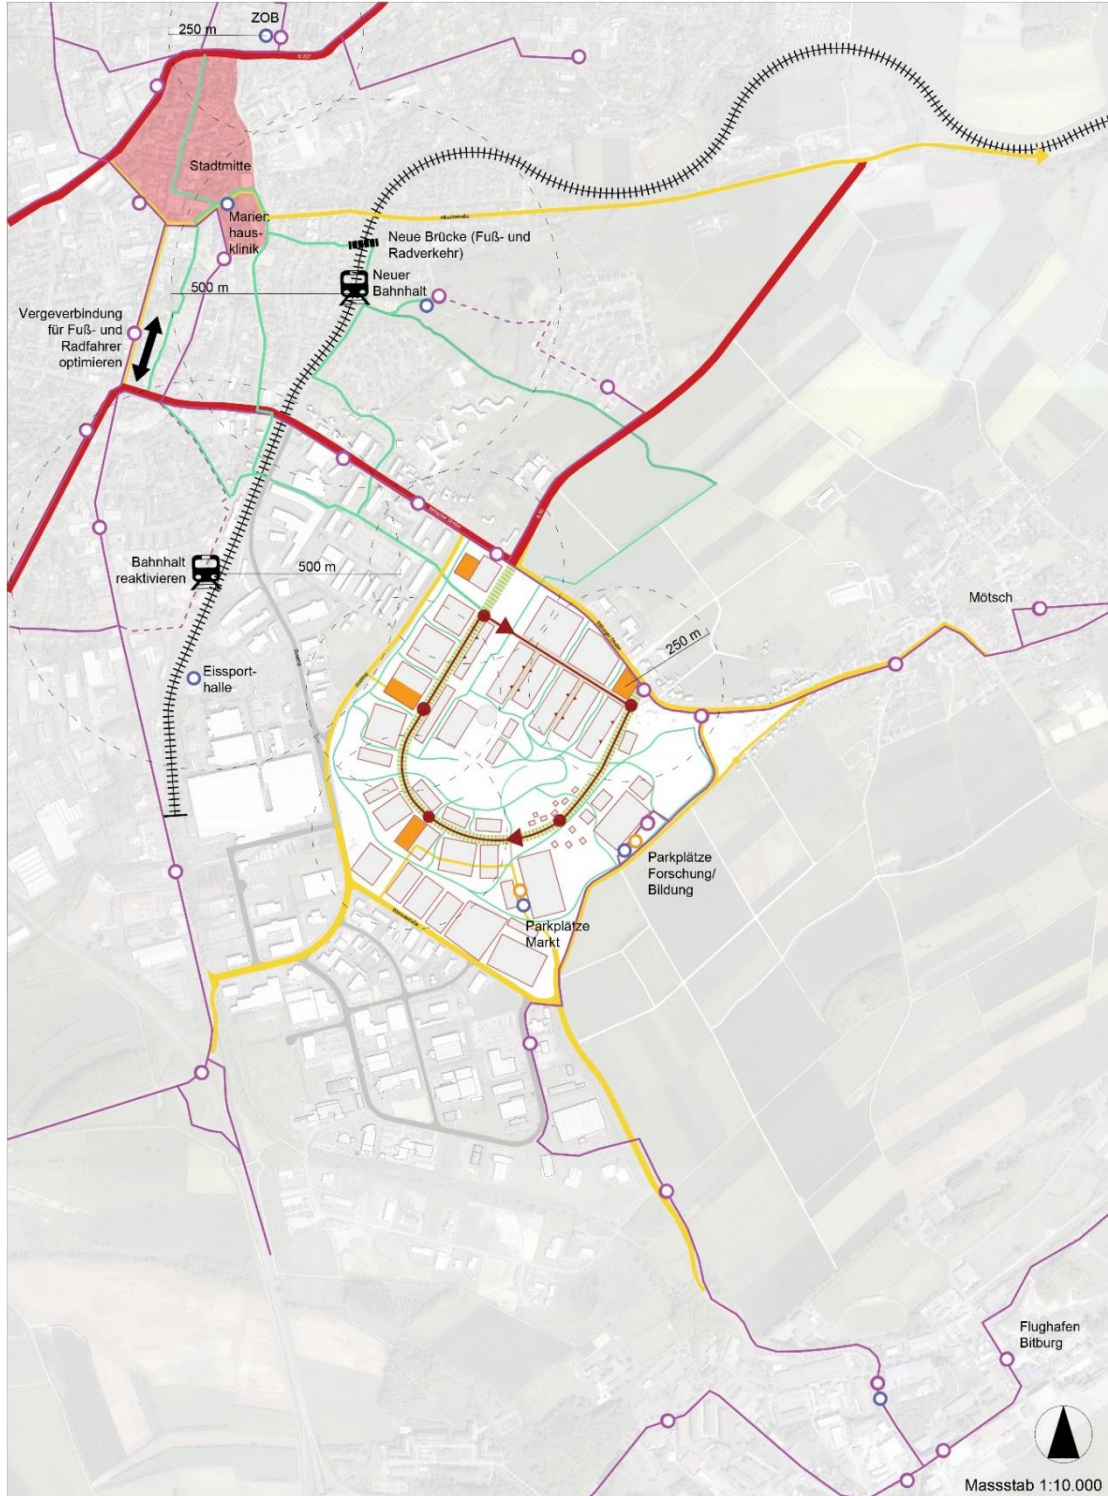 ZOB
250 m
Stadtmitte
Marien-
haus-
klinik
Neue Brücke (Fuß- und
Radverkehr)
Neuer
Bahnhalt
500 m
Vergeverbindung
für Fuß- und
Radfahrer
optimieren
Bahnhalt
reaktivieren
500 m
Mötsch
250 m
Eissport-
halle
Parkplätze
Forschung/
Bildung
Parkplätze
Markt
Flughafen
Bitburg
Massstab 1:10.000